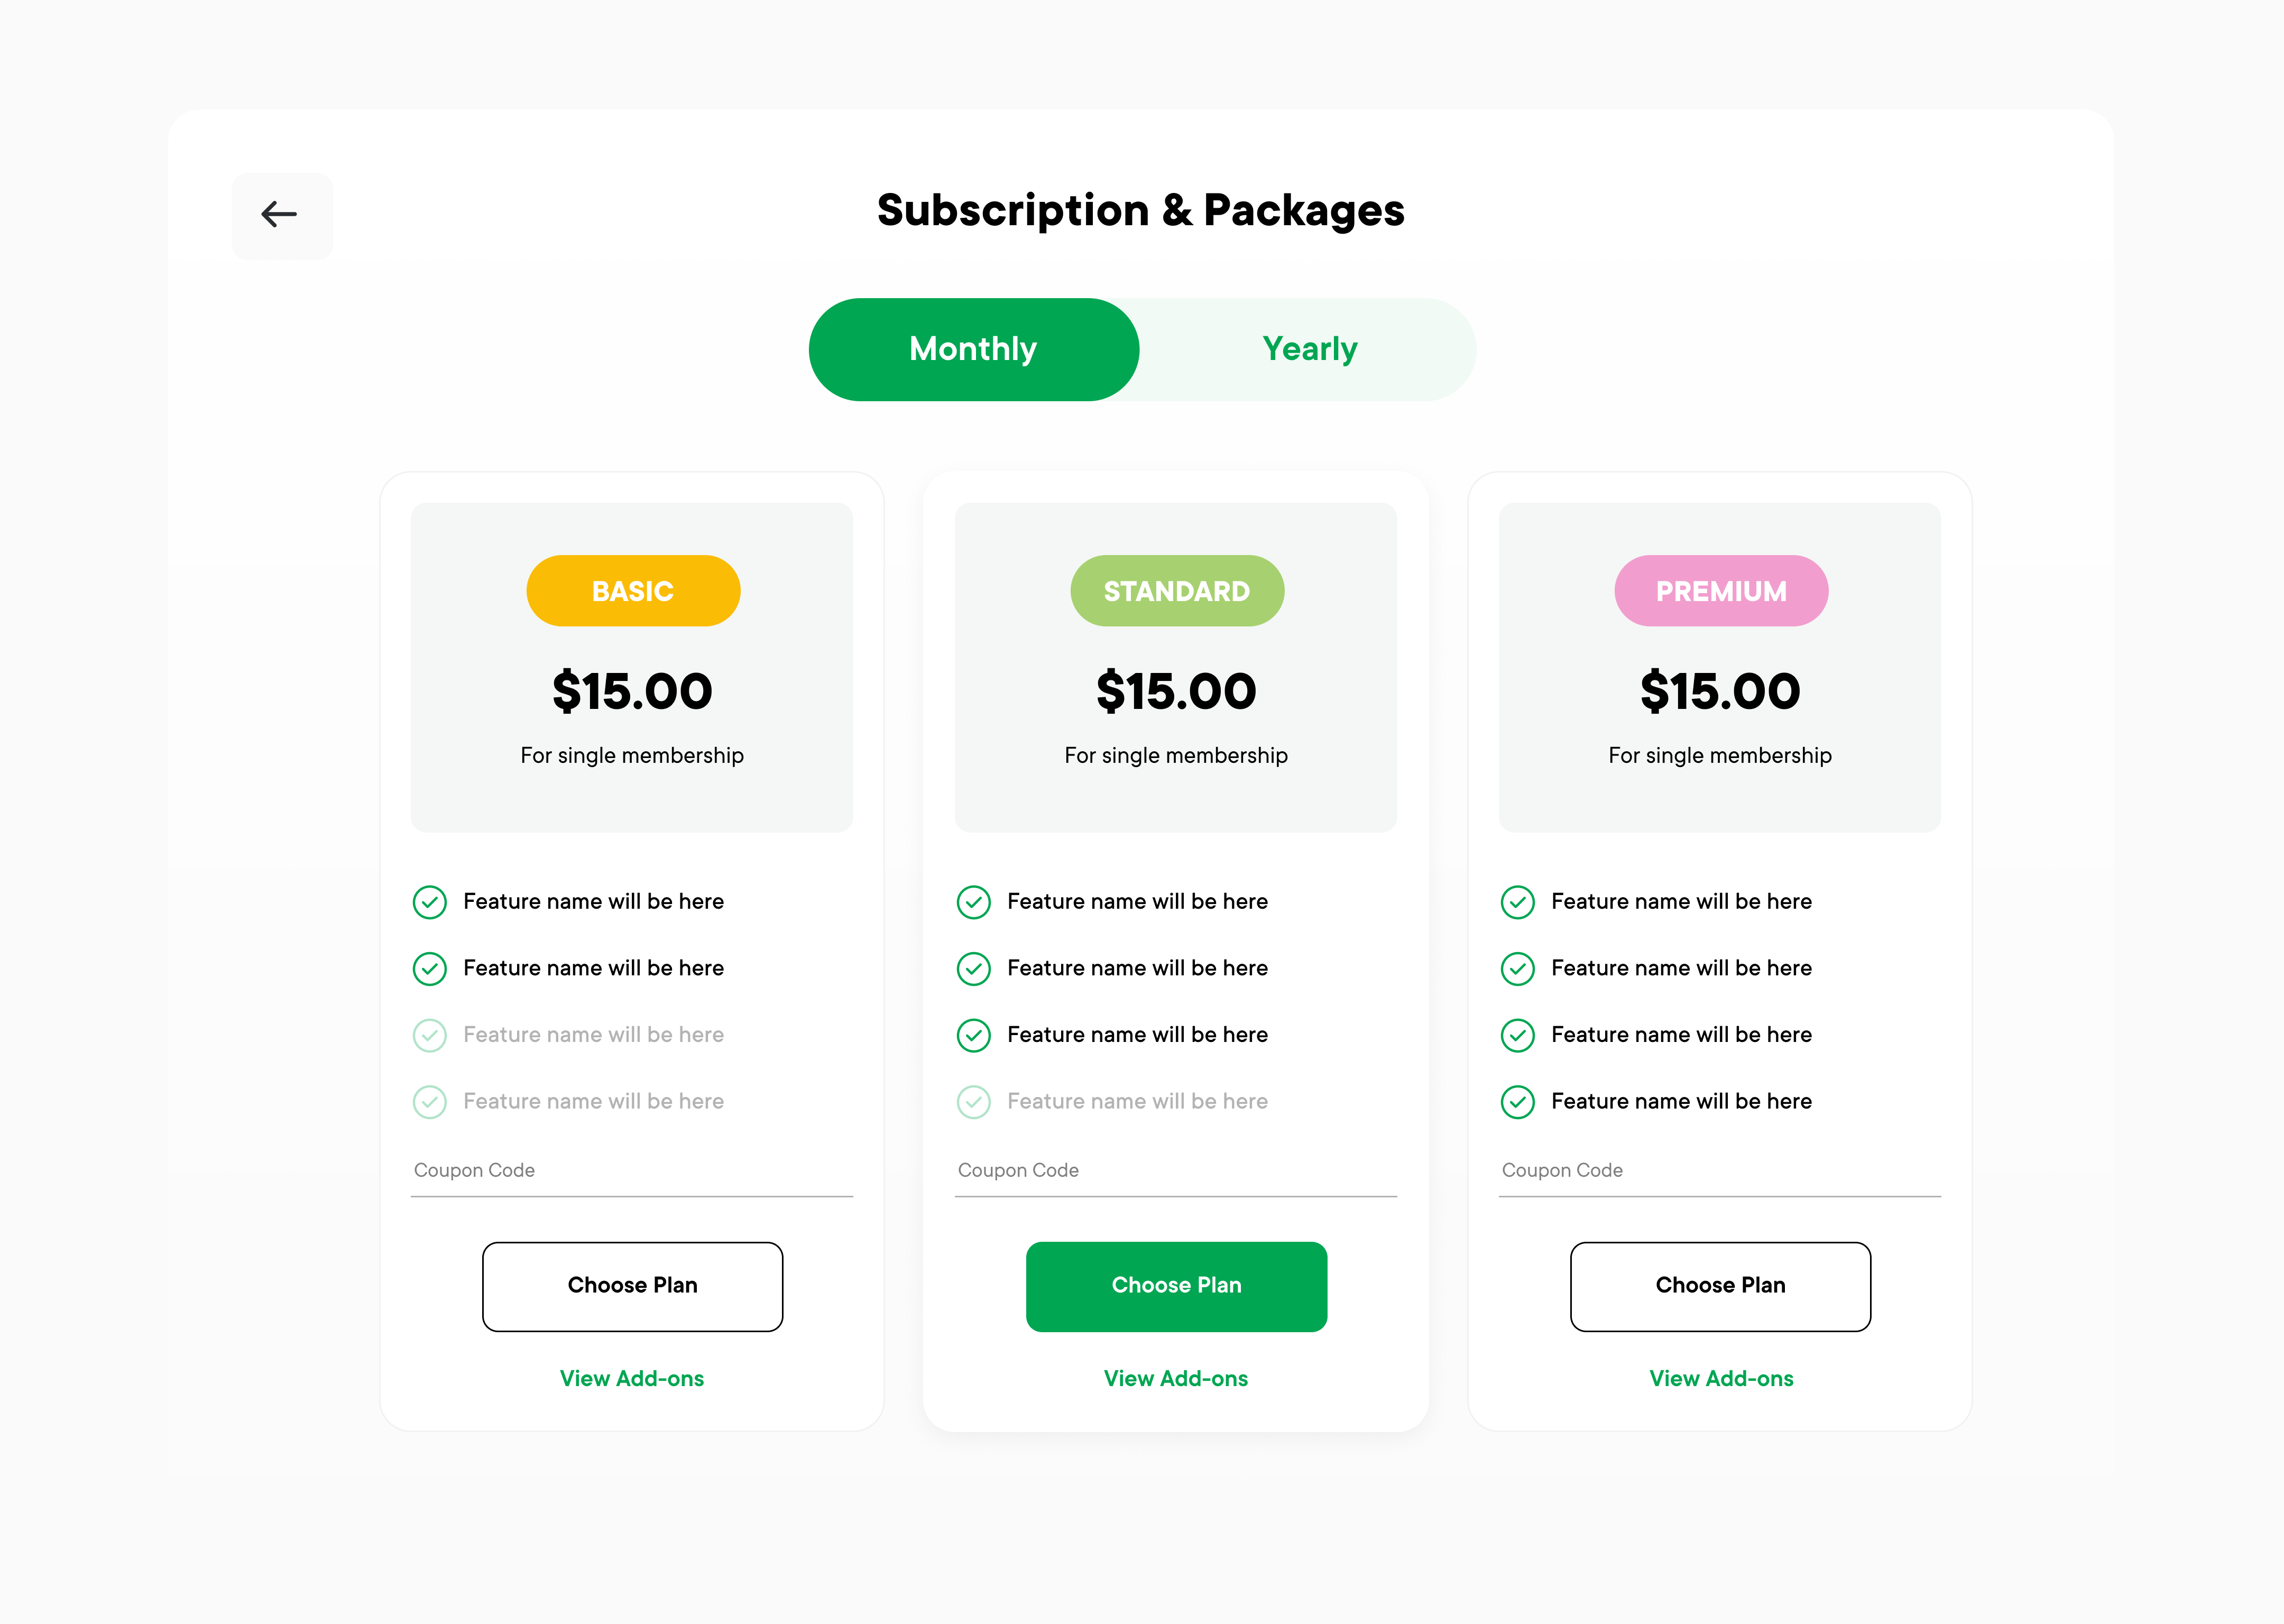 Subscription & Packages
Monthly
Yearly
BASIC
$15.00
For single membership
Feature name will be here
Feature name will be here
Feature name will be here
Feature name will be here
Coupon Code
Choose Plan
View Add-ons
STANDARD
$15.00
For single membership
Feature name will be here
Feature name will be here
Feature name will be here
Feature name will be here
Coupon Code
Choose Plan
View Add-ons
PREMIUM
$15.00
For single membership
Feature name will be here
Feature name will be here
Feature name will be here
Feature name will be here
Coupon Code
Choose Plan
View Add-ons